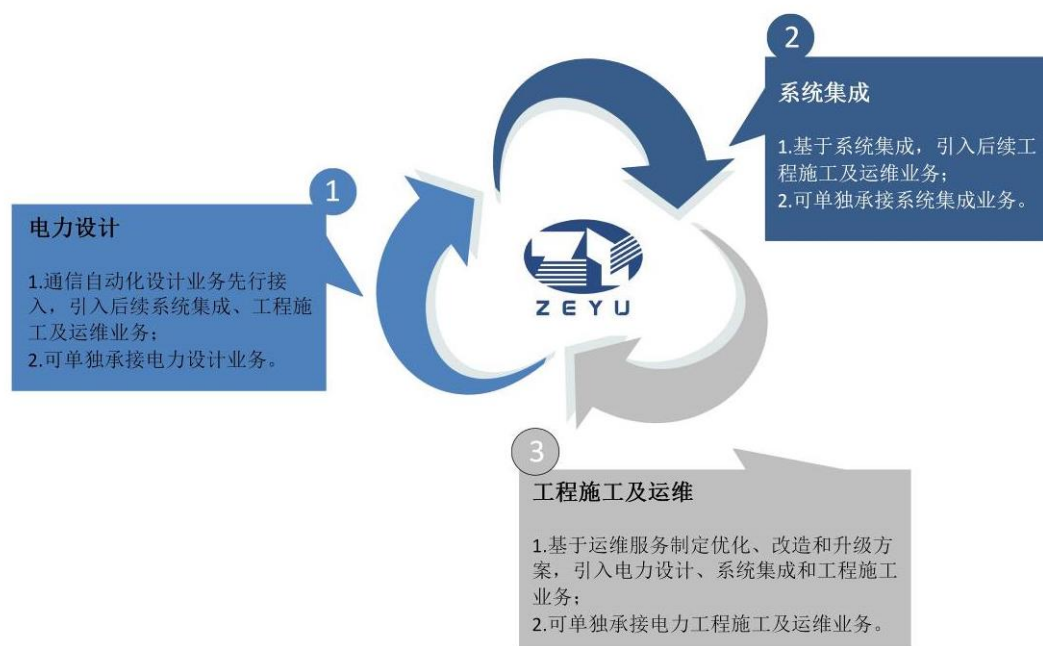 1
电力设计
1.通信自动化设计业务先行接
入，引入后续系统集成、工程施
工及运维业务；
2.可单独承接电力设计业务。
2
系统集成
1.基于系统集成，引入后续工
程施工及运维业务；
2.可单独承接系统集成业务。
ZEYU
3
工程施工及运维
1.基于运维服务制定优化、改造和升级方
案，引入电力设计、系统集成和工程施工
业务；
2.可单独承接电力工程施工及运维业务。